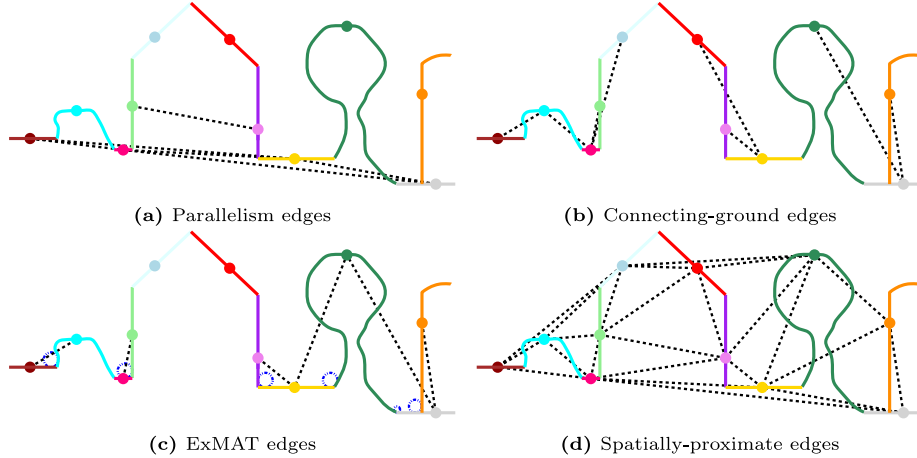 (a) Parallelism edges
(b) Connecting-ground edges
(c) ExMAT edges
(d) Spatially-proximate edges